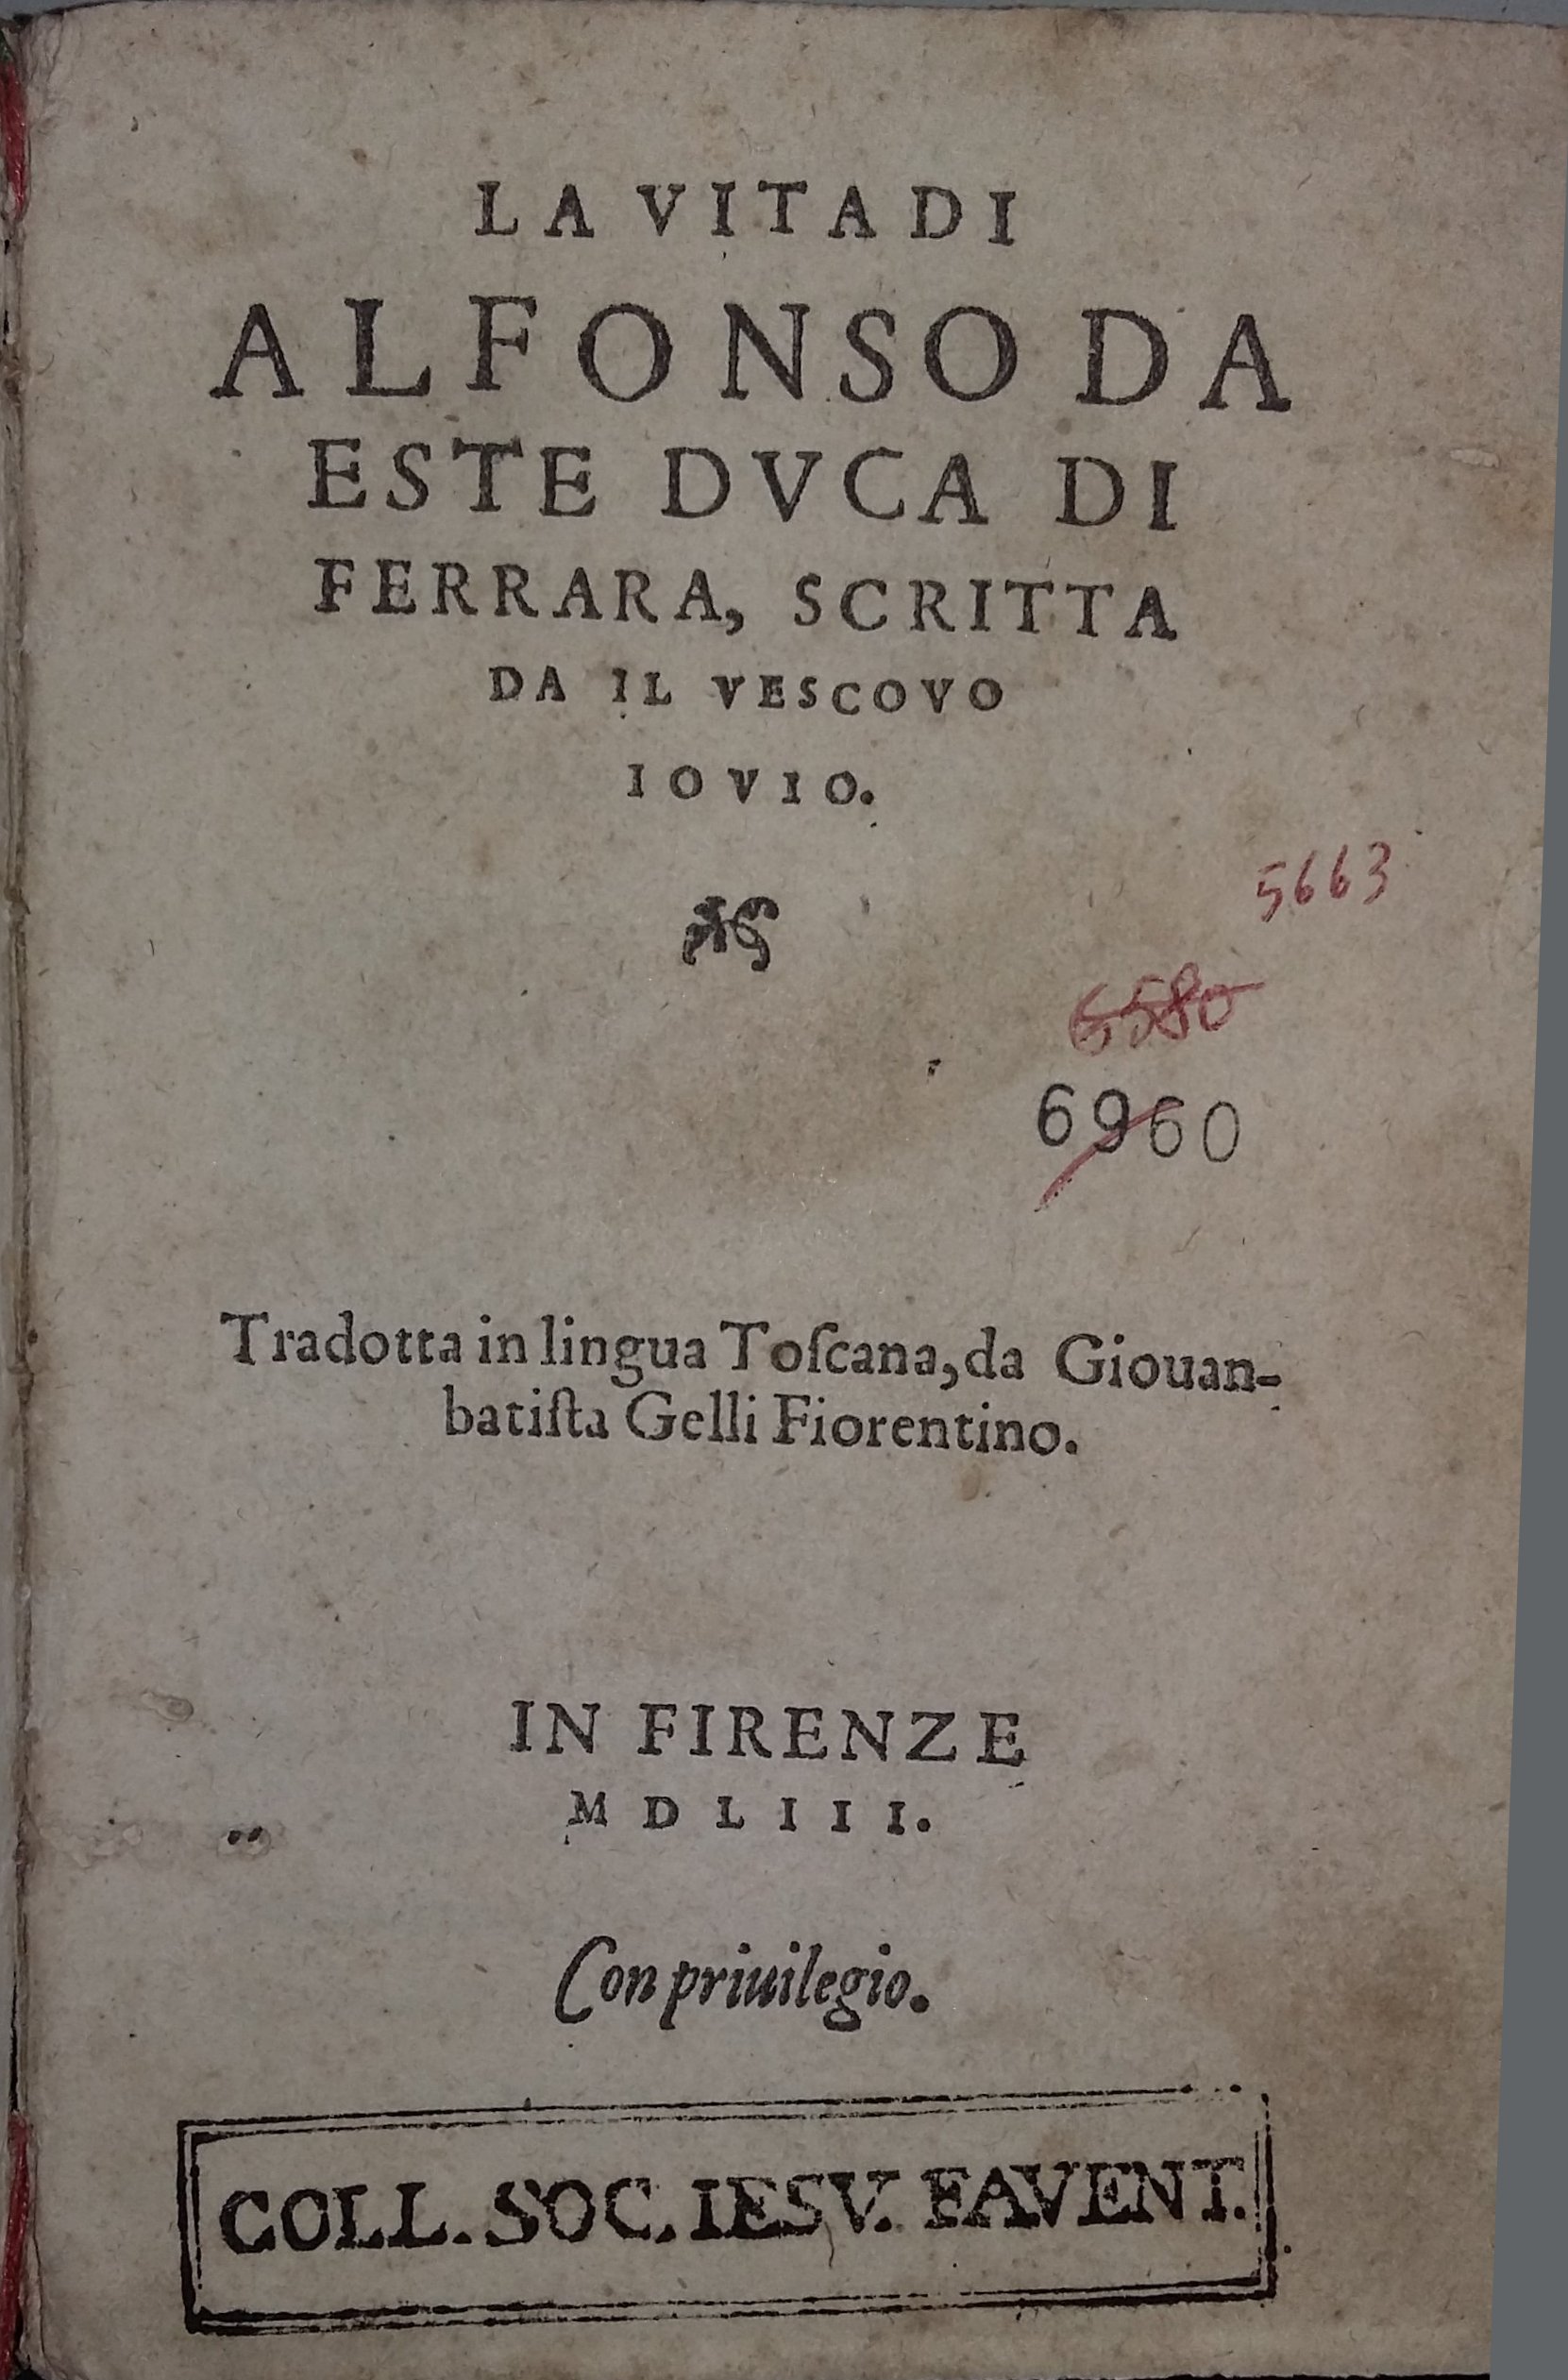 LA VITA DI
ALFONSO DA
ESTE DVCA DI
FERRARA, SCRITTA
DA IL VESCOVO
IOVIO.
5663
6580
6960
Tradotta in lingua Toſcana, da Giouan-
batiſta Gelli Fiorentino.
IN FIRENZE
MDLIII.
Con priuilegio.
COLL. SOC. IESV. FAVENT.